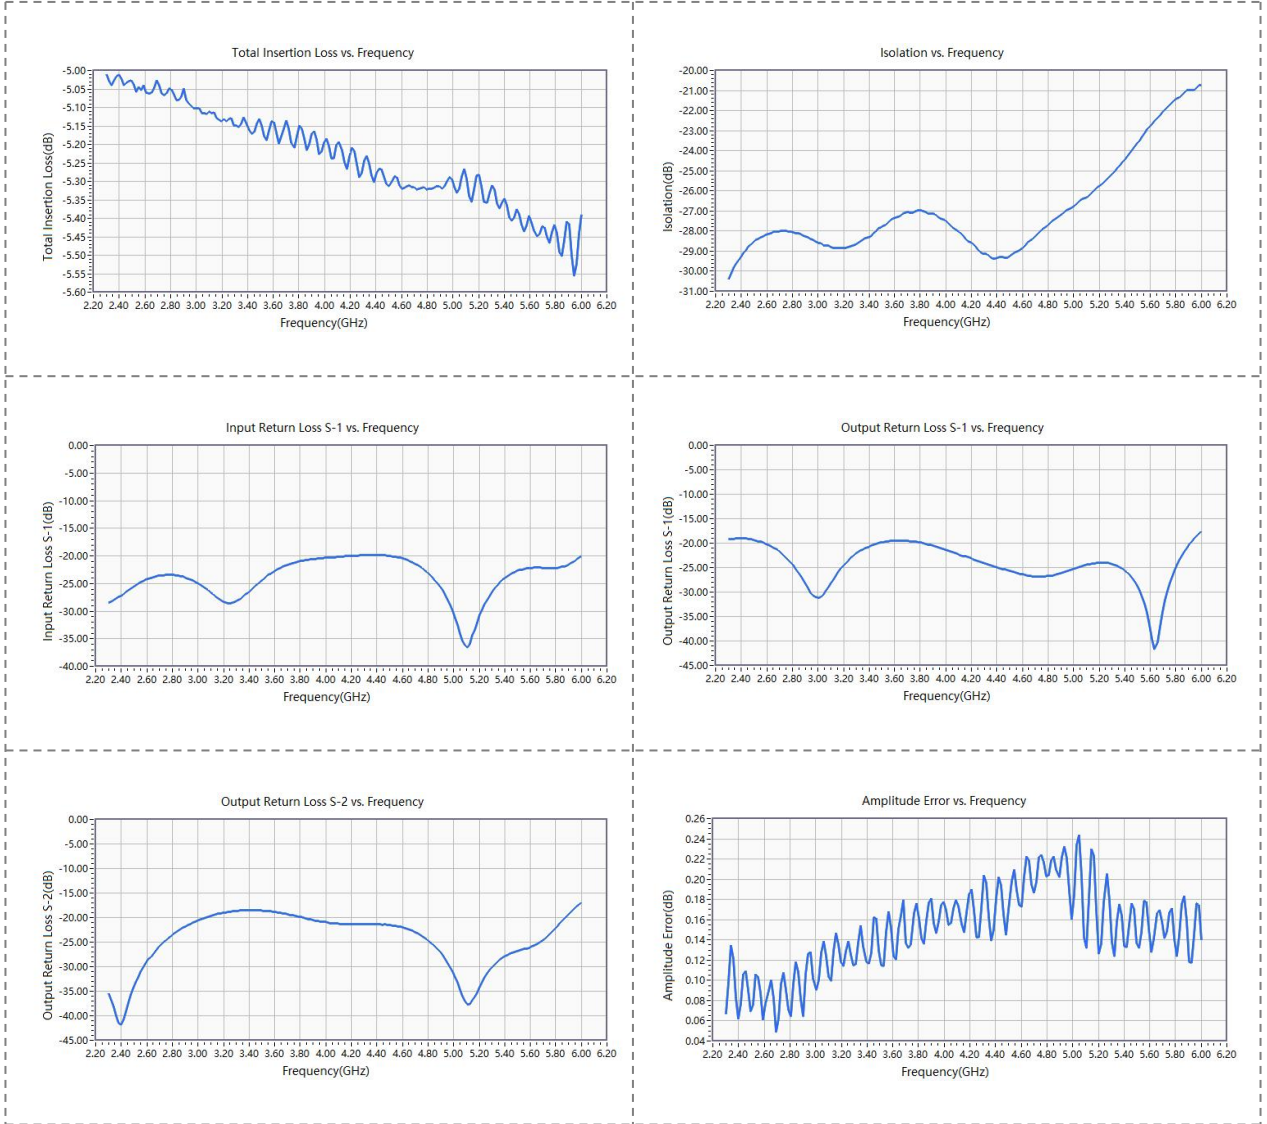 Total Insertion Loss vs. Frequency
Total Insertion Loss(dB)
-5.00
-5.05
-5.10
-5.15
-5.20
-5.25
-5.30
-5.35
-5.40
-5.45
-5.50
-5.55
-5.60
2.20 2.40 2.60 2.80 3.00 3.20 3.40 3.60 3.80 4.00 4.20 4.40 4.60 4.80 5.00 5.20 5.40 5.60 5.80 6.00 6.20
Frequency(GHz)
Isolation vs. Frequency
Isolation(dB)
-20.00
-21.00
-22.00
-23.00
-24.00
-25.00
-26.00
-27.00
-28.00
-29.00
-30.00
-31.00
2.20 2.40 2.60 2.80 3.00 3.20 3.40 3.60 3.80 4.00 4.20 4.40 4.60 4.80 5.00 5.20 5.40 5.60 5.80 6.00 6.20
Frequency(GHz)
Input Return Loss S-1 vs. Frequency
Input Return Loss S-1(dB)
0.00
-5.00
-10.00
-15.00
-20.00
-25.00
-30.00
-35.00
-40.00
2.20 2.40 2.60 2.80 3.00 3.20 3.40 3.60 3.80 4.00 4.20 4.40 4.60 4.80 5.00 5.20 5.40 5.60 5.80 6.00 6.20
Frequency(GHz)
Output Return Loss S-1 vs. Frequency
Output Return Loss S-1(dB)
0.00
-5.00
-10.00
-15.00
-20.00
-25.00
-30.00
-35.00
-40.00
-45.00
2.20 2.40 2.60 2.80 3.00 3.20 3.40 3.60 3.80 4.00 4.20 4.40 4.60 4.80 5.00 5.20 5.40 5.60 5.80 6.00 6.20
Frequency(GHz)
Output Return Loss S-2 vs. Frequency
Output Return Loss S-2(dB)
0.00
-5.00
-10.00
-15.00
-20.00
-25.00
-30.00
-35.00
-40.00
-45.00
2.20 2.40 2.60 2.80 3.00 3.20 3.40 3.60 3.80 4.00 4.20 4.40 4.60 4.80 5.00 5.20 5.40 5.60 5.80 6.00 6.20
Frequency(GHz)
Amplitude Error vs. Frequency
Amplitude Error(dB)
0.26
0.24
0.22
0.20
0.18
0.16
0.14
0.12
0.10
0.08
0.06
0.04
2.20 2.40 2.60 2.80 3.00 3.20 3.40 3.60 3.80 4.00 4.20 4.40 4.60 4.80 5.00 5.20 5.40 5.60 5.80 6.00 6.20
Frequency(GHz)